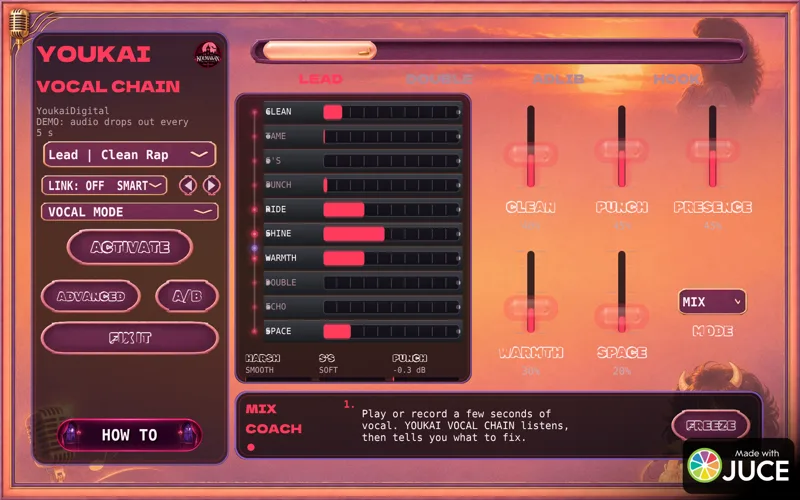 YOUKAI
VOCAL CHAIN
YoukaiDigital
DEMO: audio drops out every
5 s
Lead | Clean Rap
LINK: OFF SMART
VOCAL MODE
ACTIVATE
ADVANCED
A/B
FIX IT
HOW TO
LEAD
DOUBLE
ADLIB
CLEAN
S'S
RIDE
SHINE
WARMTH
DOUBLE
ECHO
SPACE
HARSH
SMOOTH
S'S
SOFT
PUNCH
-0.3 dB
CLEAN
PUNCH
PRESENCE
WARMTH
30%
SPACE
20%
MIX
MODE
MIX
COACH
1.
Play or record a few seconds of
vocal. YOUKAI VOCAL CHAIN listens,
then tells you what to fix.
FREEZE
Made with
JUCE